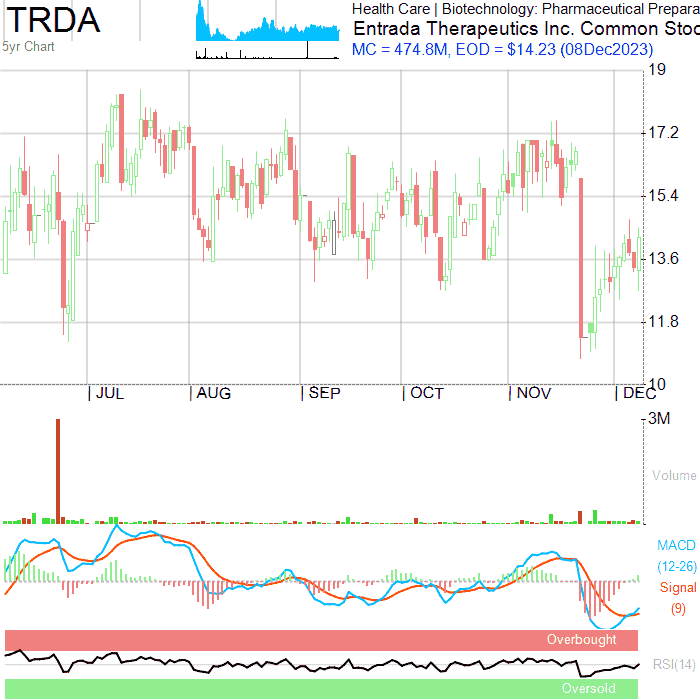 TRDA
5yr Chart
Health Care | Biotechnology: Pharmaceutical Prepara
Entrada Therapeutics Inc. Common Stoc
MC = 474.8M, EOD = $14.23 (08Dec2023)
19
17.2
15.4
13.6
11.8
10
| JUL | AUG | SEP | OCT | NOV | DEC
3M
Volume
MACD
(12-26)
Signal
(9)
Overbought
RSI(14)
Oversold